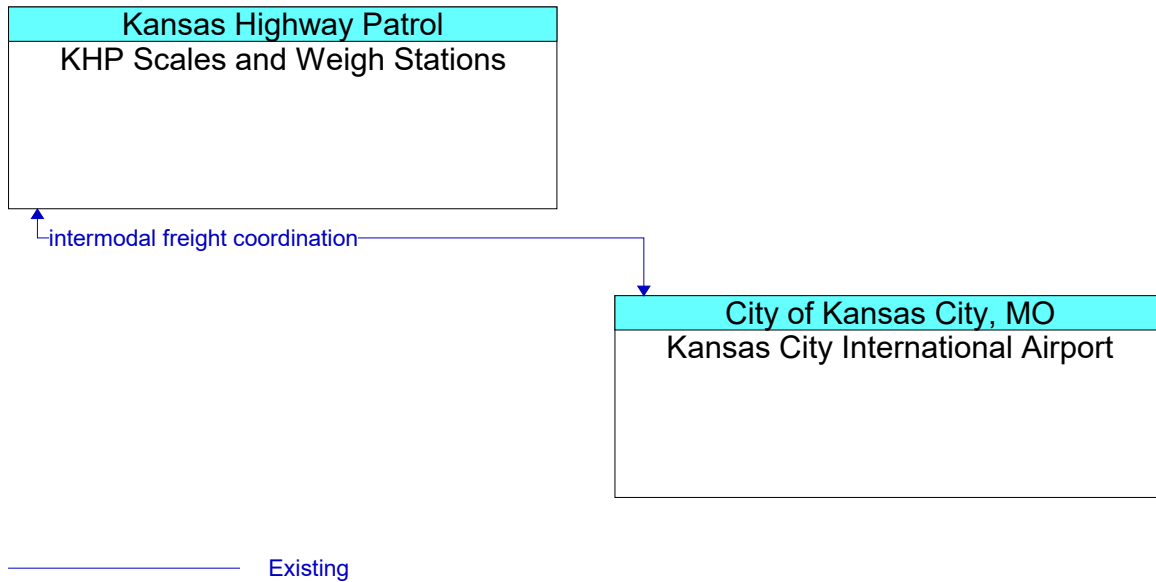 Kansas Highway Patrol
KHP Scales and Weigh Stations
intermodal freight coordination
City of Kansas City, MO
Kansas City International Airport
Existing